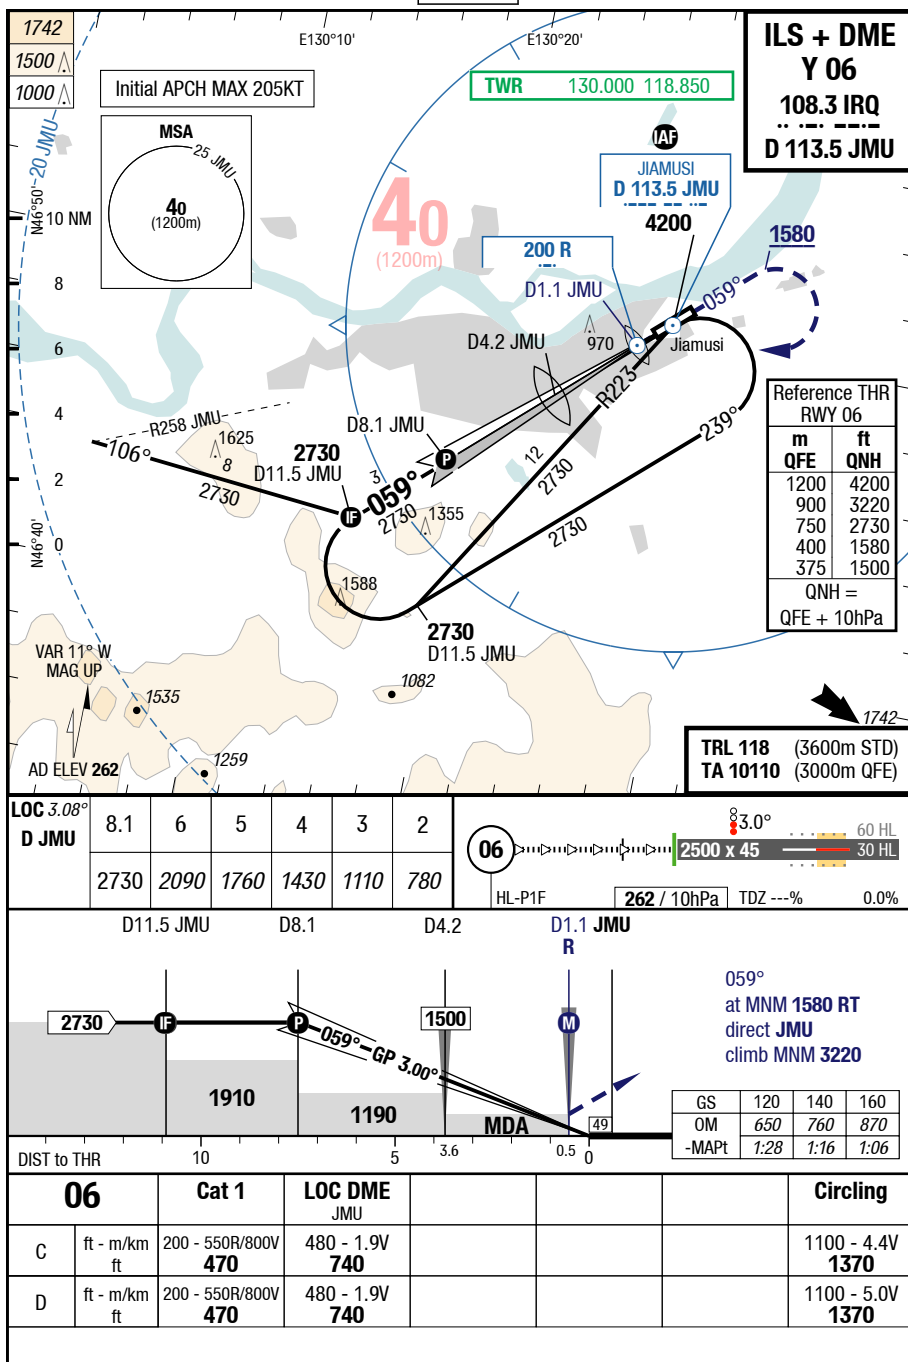 1742
1500
1000
E130°10'
E130°20'
ILS + DME
Y 06
108.3 IRQ
D 113.5 JMU
Initial APCH MAX 205KT
TWR 130.000 118.850
MSA
25 JMU
40
(1200m)
20 JMU
N46°50'
10 NM
8
6
4
2
0
N46°40'
40
(1200m)
IAF
JIAMUSI
D 113.5 JMU
4200
200 R
D1.1 JMU
1580
059°
D4.2 JMU
970
Jiamusi
R223
239°
D8.1 JMU
P
R258 JMU
106°
1625
8
2730
2730
D11.5 JMU
IF
3
059°
2730
1355
12
2730
2730
1588
2730
D11.5 JMU
Reference THR
RWY 06
m ft
QFE QNH
1200 4200
900 3220
750 2730
400 1580
375 1500
QNH =
QFE + 10hPa
VAR 11° W
MAG UP
1535
1082
1259
AD ELEV 262
1742
TRL 118 (3600m STD)
TA 10110 (3000m QFE)
LOC 3.08°
D JMU
8.1 6 5 4 3 2
2730 2090 1760 1430 1110 780
06
3.0°
2500 x 45
60 HL
30 HL
HL-P1F
262 / 10hPa
TDZ ---%
0.0%
D11.5 JMU D8.1 D4.2 D1.1 JMU
R
2730
IF
P
059°
GP 3.00°
1500
M
1910
1190
MDA
49
059°
at MNM 1580 RT
direct JMU
climb MNM 3220
DIST to THR 10 5 3.6 0.5 0
GS 120 140 160
OM 650 760 870
-MAPt 1:28 1:16 1:06
06 Cat 1 LOC DME Circling
JMU
C ft - m/km 200 - 550R/800V 480 - 1.9V 1100 - 4.4V
ft 470 740 1370
D ft - m/km 200 - 550R/800V 480 - 1.9V 1100 - 5.0V
ft 470 740 1370